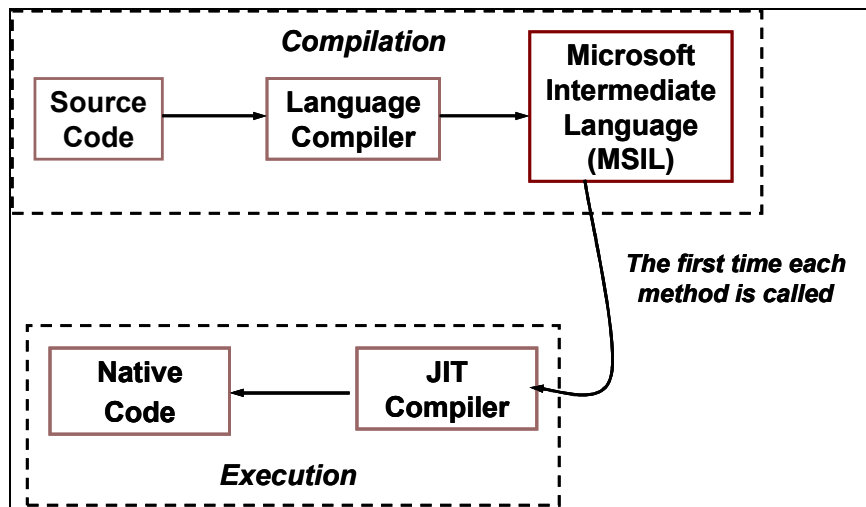 Compilation
Source
Code
Language
Compiler
Microsoft
Intermediate
Language
(MSIL)
The first time each
method is called
Native
Code
JIT
Compiler
Execution